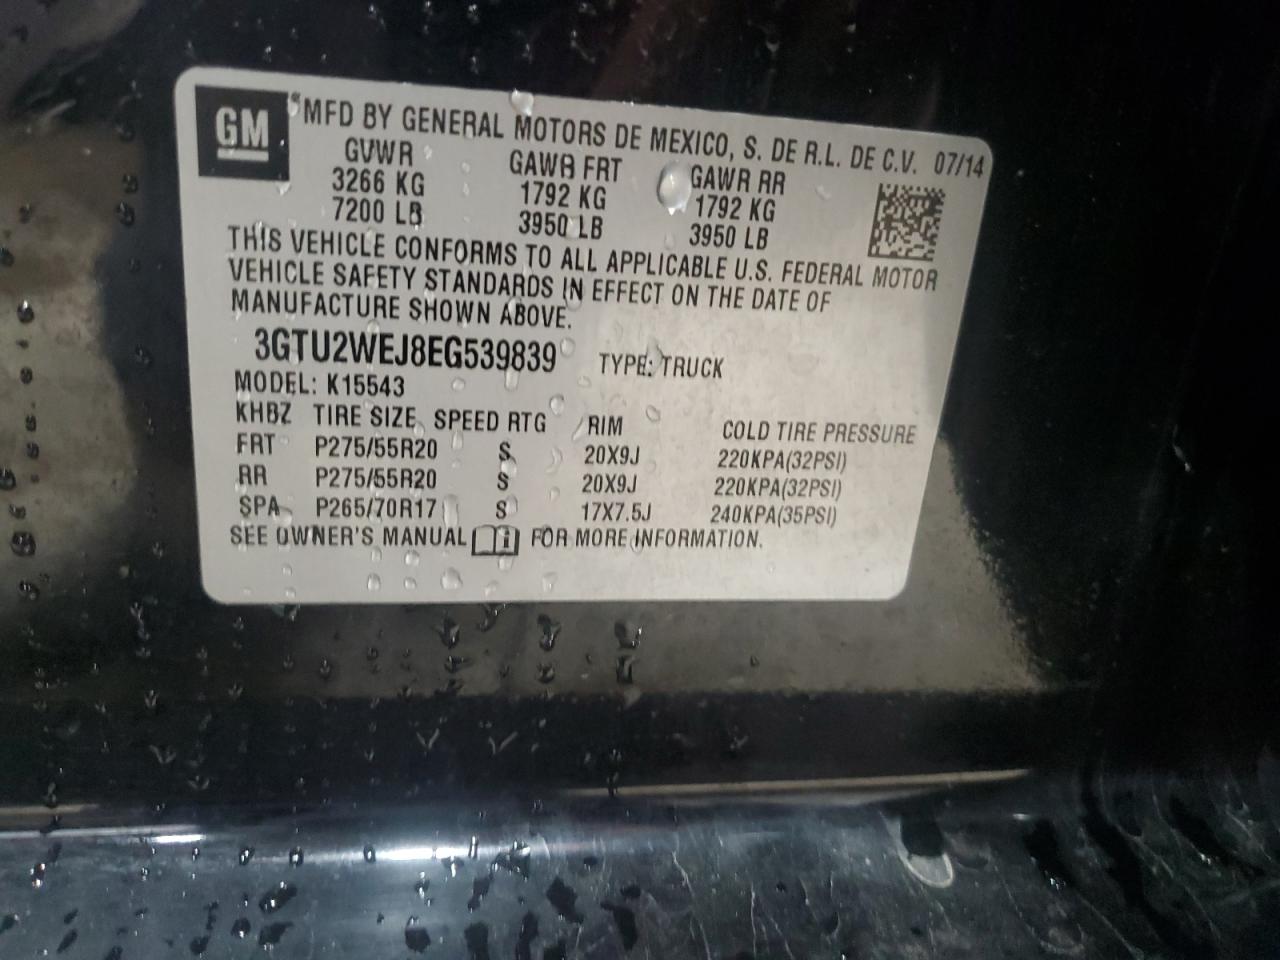 GM
MFD BY GENERAL MOTORS DE MEXICO, S. DE R.L. DE C.V. 07/14
GVWR GAWR FRT GAWR RR
3266 KG 1792 KG 1792 KG
7200 LB 3950 LB 3950 LB
THIS VEHICLE CONFORMS TO ALL APPLICABLE U.S. FEDERAL MOTOR
VEHICLE SAFETY STANDARDS IN EFFECT ON THE DATE OF
MANUFACTURE SHOWN ABOVE.
3GTU2WEJ8EG539839 TYPE: TRUCK
MODEL: K15543
KHBZ TIRE SIZE SPEED RTG RIM COLD TIRE PRESSURE
FRT P275/55R20 S 20X9J 220KPA(32PSI)
RR P275/55R20 S 20X9J 220KPA(32PSI)
SPA P265/70R17 S 17X7.5J 240KPA(35PSI)
SEE OWNER'S MANUAL FOR MORE INFORMATION.